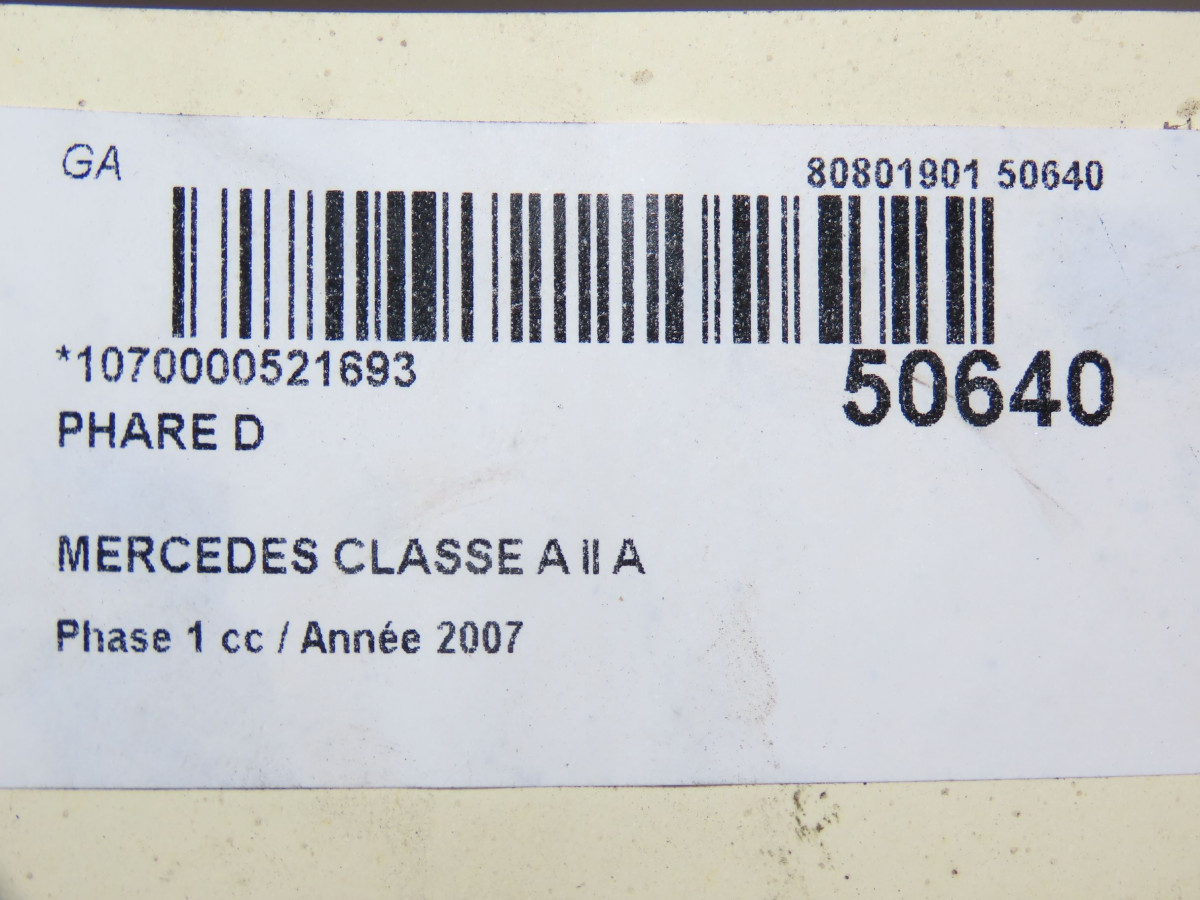 GA
80801901 50640
*1070000521693
50640
PHARE D
MERCEDES CLASSE A II A
Phase 1 cc / Année 2007